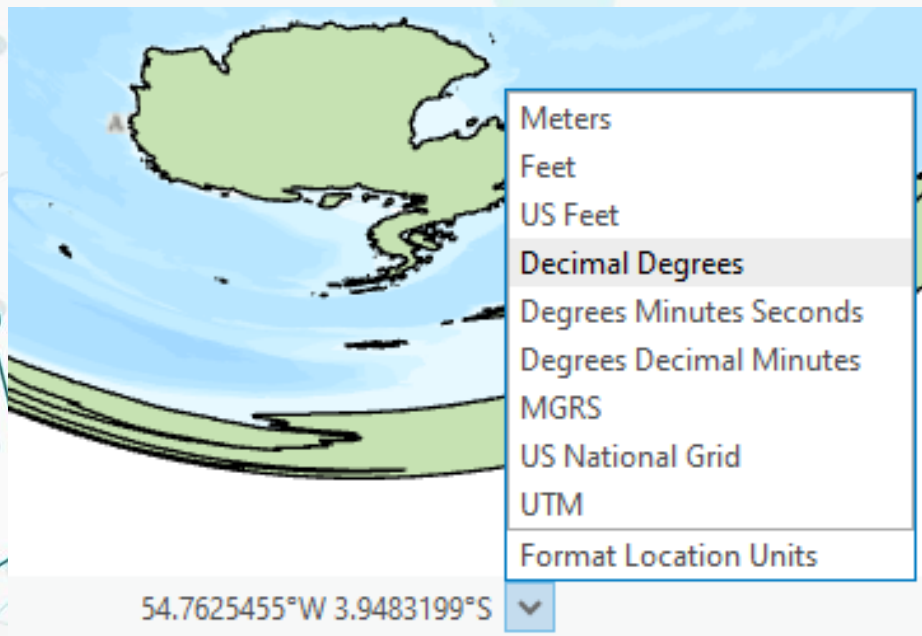 A
Meters
Feet
US Feet
Decimal Degrees
Degrees Minutes Seconds
Degrees Decimal Minutes
MGRS
US National Grid
UTM
Format Location Units
54.7625455°W 3.9483199°S